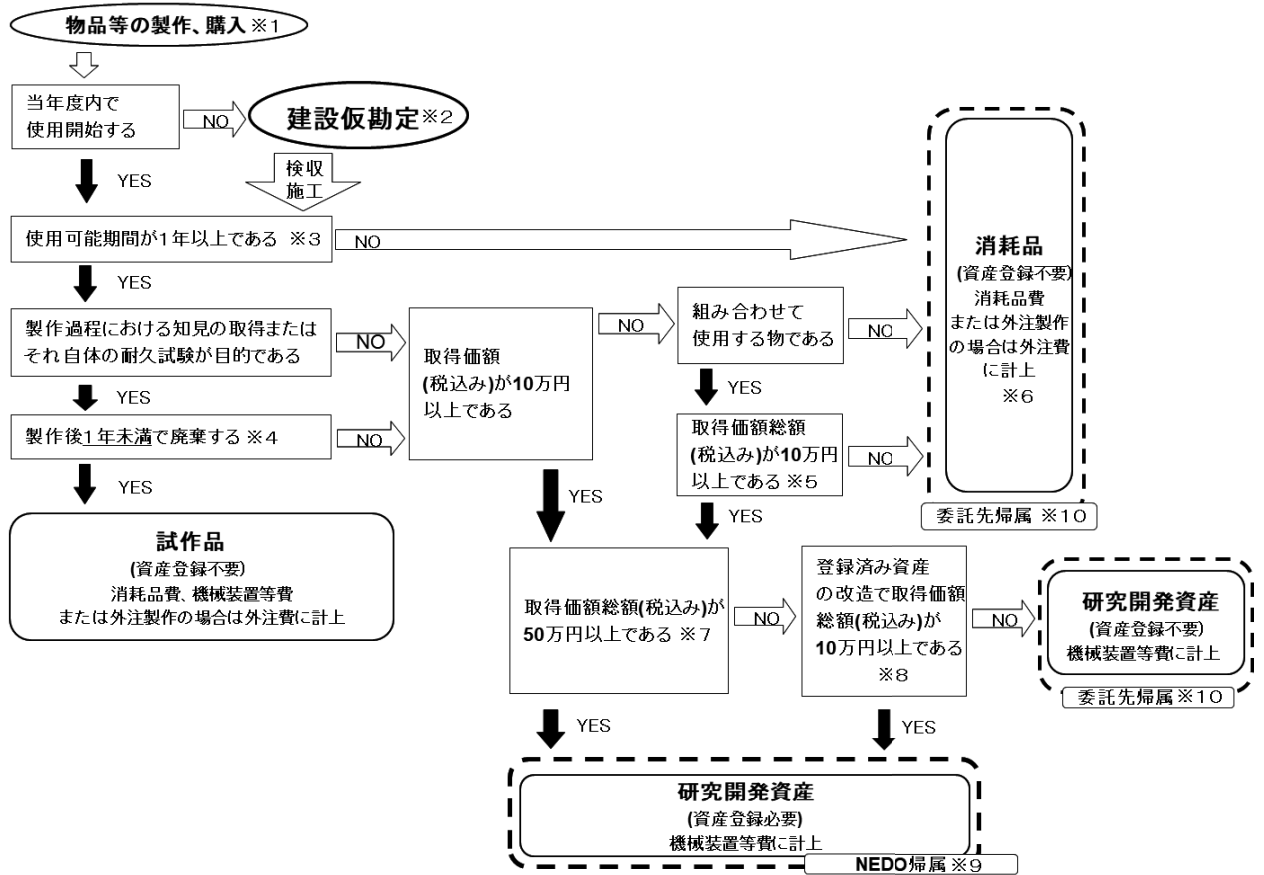 物品等の製作、購入※1
当年度内で
使用開始する
NO
建設仮勘定※2
YES
検収
施工
使用可能期間が1年以上である ※3
NO
YES
製作過程における知見の取得または
それ自体の耐久試験が目的である
NO
YES
製作後1年未満で廃棄する※4
NO
YES
試作品
(資産登録不要)
消耗品費、機械装置等費
または外注製作の場合は外注費に計上
取得価額
(税込み)が10万円
以上である
NO
YES
組み合わせて
使用する物である
NO
YES
取得価額総額
(税込み)が10万円
以上である※5
NO
YES
消耗品
(資産登録不要)
消耗品費
または外注製作
の場合は外注費
に計上
※6
委託先帰属 ※10
取得価額総額(税込み)が
50万円以上である※7
NO
YES
登録済み資産
の改造で取得価額
総額(税込み)が
10万円以上である
※8
NO
YES
研究開発資産
(資産登録不要)
機械装置等費に計上
委託先帰属※10
研究開発資産
(資産登録必要)
機械装置等費に計上
NEDO帰属※9